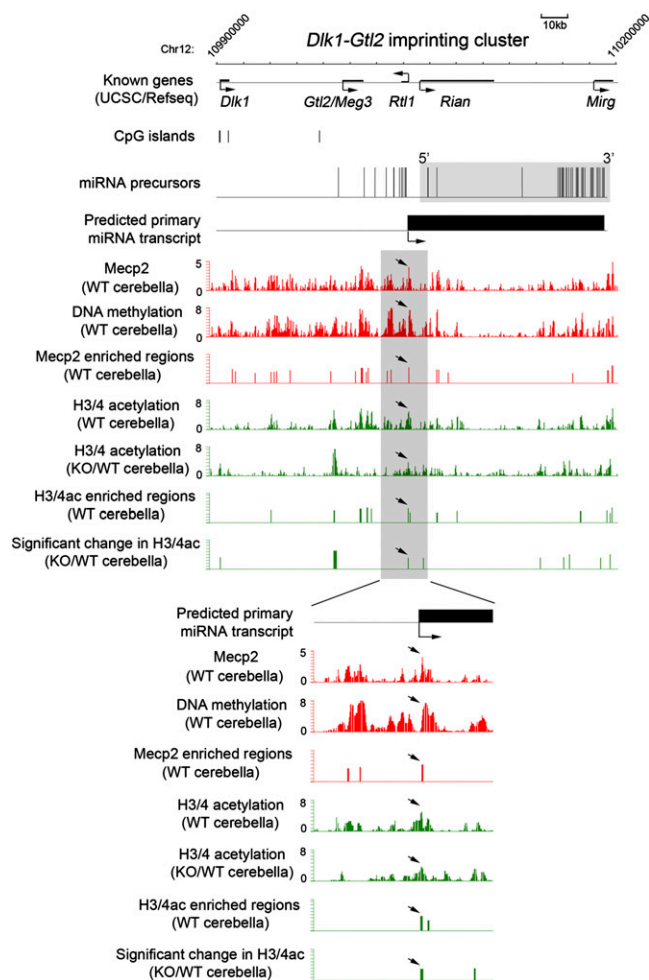 109900000
110200000
10kb
Chr12:
Dlk1-Gtl2 imprinting cluster
Known genes
(UCSC/Refseq)
Dlk1
Gtl2/Meg3
Rtl1
Rian
Mirg
CpG islands
5’
3’
miRNA precursors
Predicted primary
miRNA transcript
5
Mecp2
(WT cerebella)
0
8
DNA methylation
(WT cerebella)
0
Mecp2 enriched regions
(WT cerebella)
8
H3/4 acetylation
(WT cerebella)
0
8
H3/4 acetylation
(KO/WT cerebella)
0
H3/4ac enriched regions
(WT cerebella)
Significant change in H3/4ac
(KO/WT cerebella)
Predicted primary
miRNA transcript
5
Mecp2
(WT cerebella)
0
8
DNA methylation
(WT cerebella)
0
Mecp2 enriched regions
(WT cerebella)
8
H3/4 acetylation
(WT cerebella)
0
8
H3/4 acetylation
(KO/WT cerebella)
0
H3/4ac enriched regions
(WT cerebella)
Significant change in H3/4ac
(KO/WT cerebella)